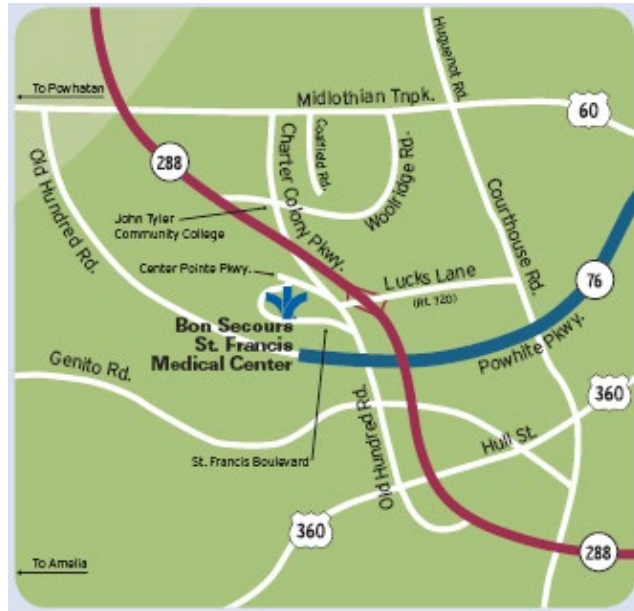 Huguenot Rd.
To Powhatan
Midlothian Tnpk.
60
Coalfield Rd.
Charter Colony Pkwy.
Woolridge Rd.
288
Old Hundred Rd.
Courthouse Rd.
John Tyler
Community College
Center Pointe Pkwy.
Lucks Lane
(Rt. 720)
76
Bon Secours
St. Francis
Medical Center
Powhite Pkwy.
Genito Rd.
360
Old Hundred Rd.
Hull St.
St. Francis Boulevard
360
288
To Amelia